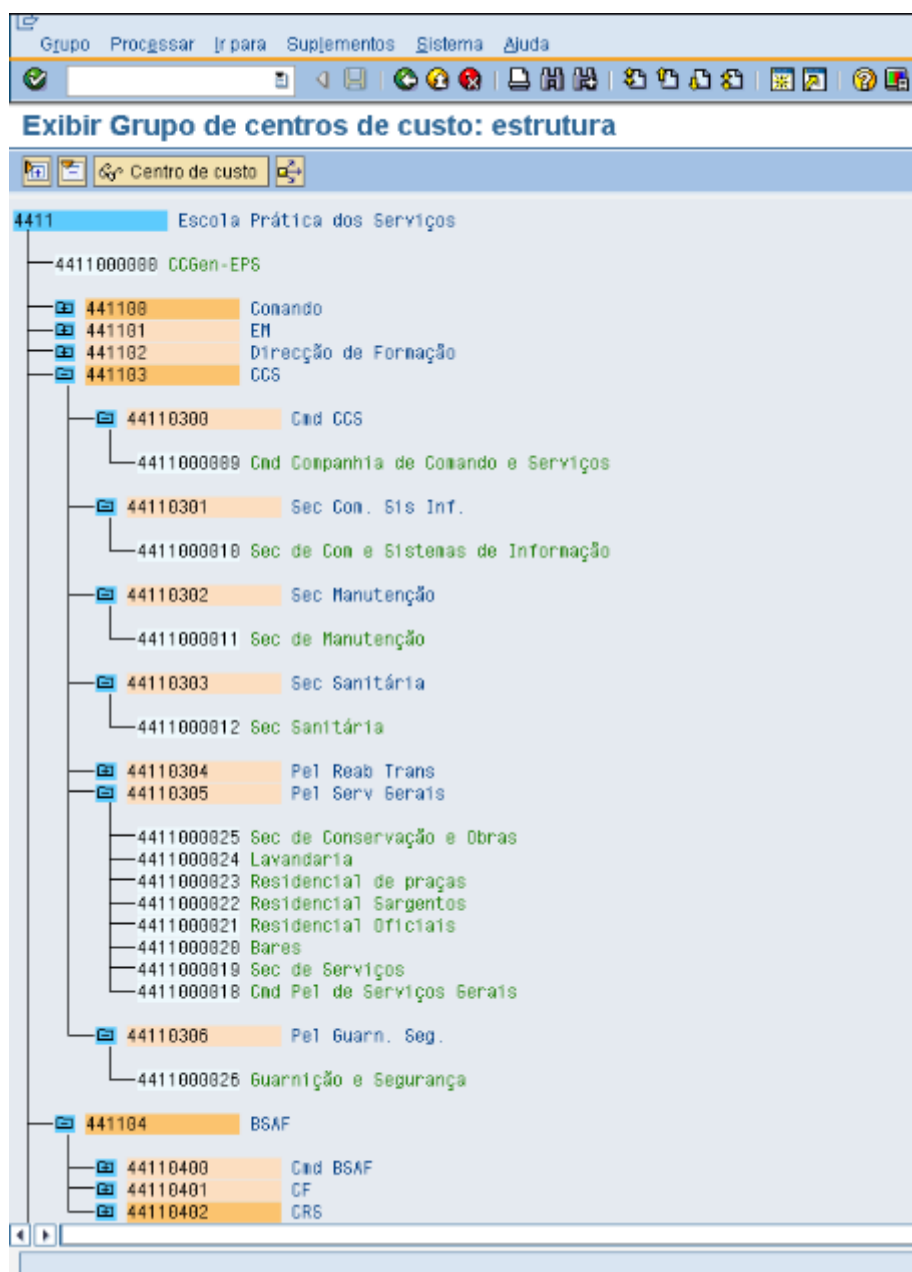 Grupo Processar Ir para Suplementos Sistema Ajuda
Exibir Grupo de centros de custo: estrutura
Centro de custo
4411 Escola Prática dos Serviços
4411000000 CCGen-EPS
441100 Comando
441101 EM
441102 Direcção de Formação
441103 CCS
44110300 Cmd CCS
4411000009 Cmd Companhia de Comando e Serviços
44110301 Sec Com. Sis Inf.
4411000010 Sec de Com e Sistemas de Informação
44110302 Sec Manutenção
4411000011 Sec de Manutenção
44110303 Sec Sanitária
4411000012 Sec Sanitária
44110304 Pel Reab Trans
44110305 Pel Serv Gerais
4411000025 Sec de Conservação e Obras
4411000024 Lavandaria
4411000023 Residencial de praças
4411000022 Residencial Sargentos
4411000021 Residencial Oficiais
4411000020 Bares
4411000019 Sec de Serviços
4411000018 Cmd Pel de Serviços Gerais
44110306 Pel Guarn. Seg.
4411000026 Guarnição e Segurança
441104 BSAF
44110400 Cmd BSAF
44110401 CF
44110402 CRS